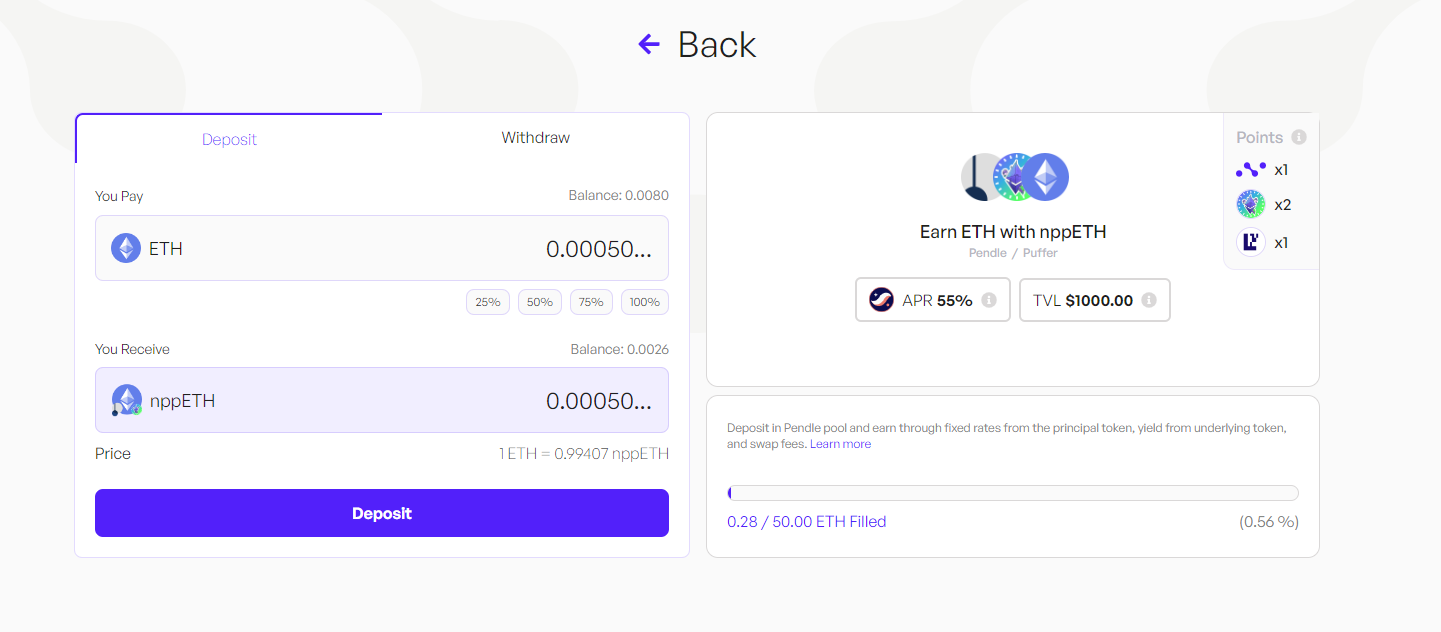 Back
Deposit
Withdraw
You Pay
Balance: 0.0080
ETH
0.00050...
25%
50%
75%
100%
You Receive
Balance: 0.0026
nppETH
0.00050...
Price
1 ETH = 0.99407 nppETH
Deposit
Points
x1
x2
x1
Earn ETH with nppETH
Pendle / Puffer
APR 55%
TVL $1000.00
Deposit in Pendle pool and earn through fixed rates from the principal token, yield from underlying token,
and swap fees. Learn more
0.28 / 50.00 ETH Filled
(0.56 %)